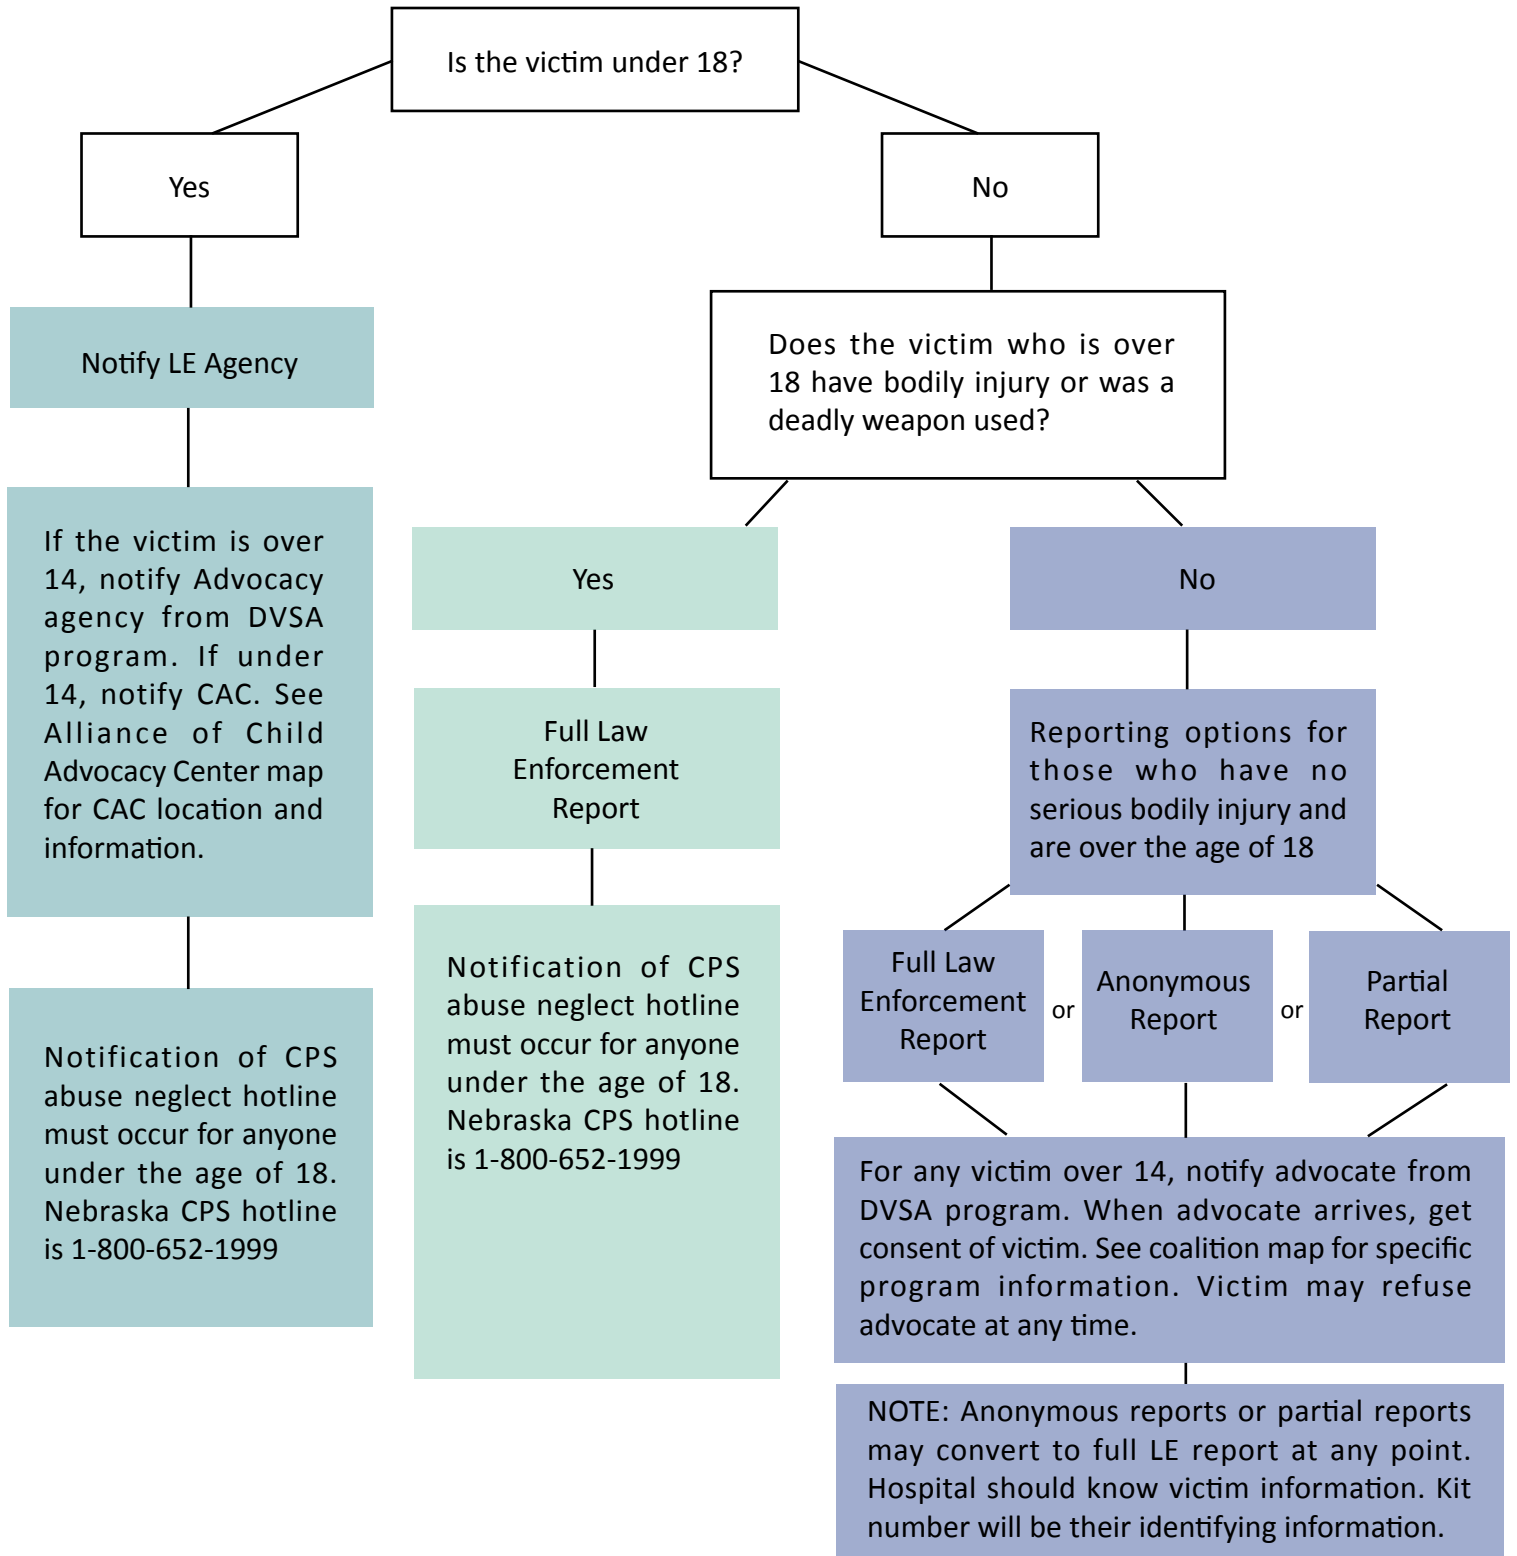 Is the victim under 18?
Yes
No
Notify LE Agency
Does the victim who is over
18 have bodily injury or was a
deadly weapon used?
If the victim is over
14, notify Advocacy
agency from DVSA
program. If under
14, notify CAC. See
Alliance of Child
Advocacy Center map
for CAC location and
information.
Notification of CPS
abuse neglect hotline
must occur for anyone
under the age of 18.
Nebraska CPS hotline
is 1-800-652-1999
Yes
Full Law
Enforcement
Report
Notification of CPS
abuse neglect hotline
must occur for anyone
under the age of 18.
Nebraska CPS hotline
is 1-800-652-1999
No
Reporting options for
those who have no
serious bodily injury and
are over the age of 18
Full Law
Enforcement
Report
or
Anonymous
Report
or
Partial
Report
For any victim over 14, notify advocate from
DVSA program. When advocate arrives, get
consent of victim. See coalition map for specific
program information. Victim may refuse
advocate at any time.
NOTE: Anonymous reports or partial reports
may convert to full LE report at any point.
Hospital should know victim information. Kit
number will be their identifying information.